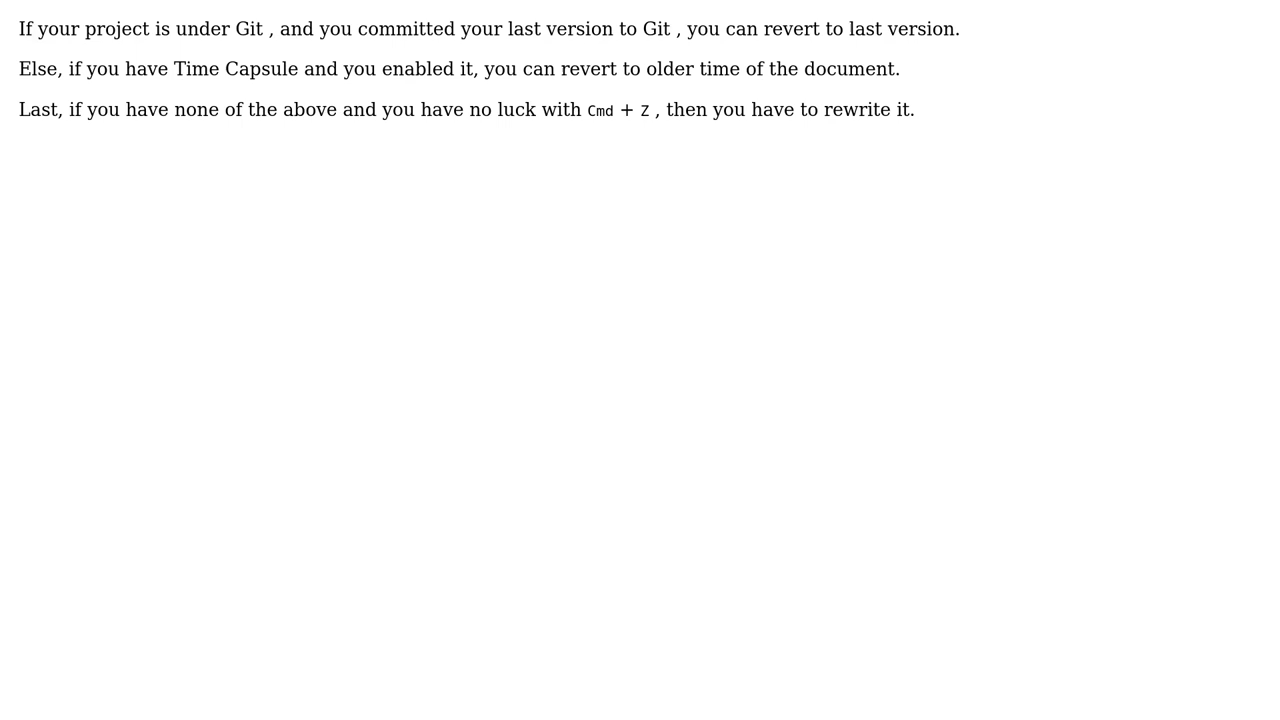 If your project is under Git , and you committed your last version to Git , you can revert to last version.
Else, if you have Time Capsule and you enabled it, you can revert to older time of the document.
Last, if you have none of the above and you have no luck with Cmd + Z , then you have to rewrite it.